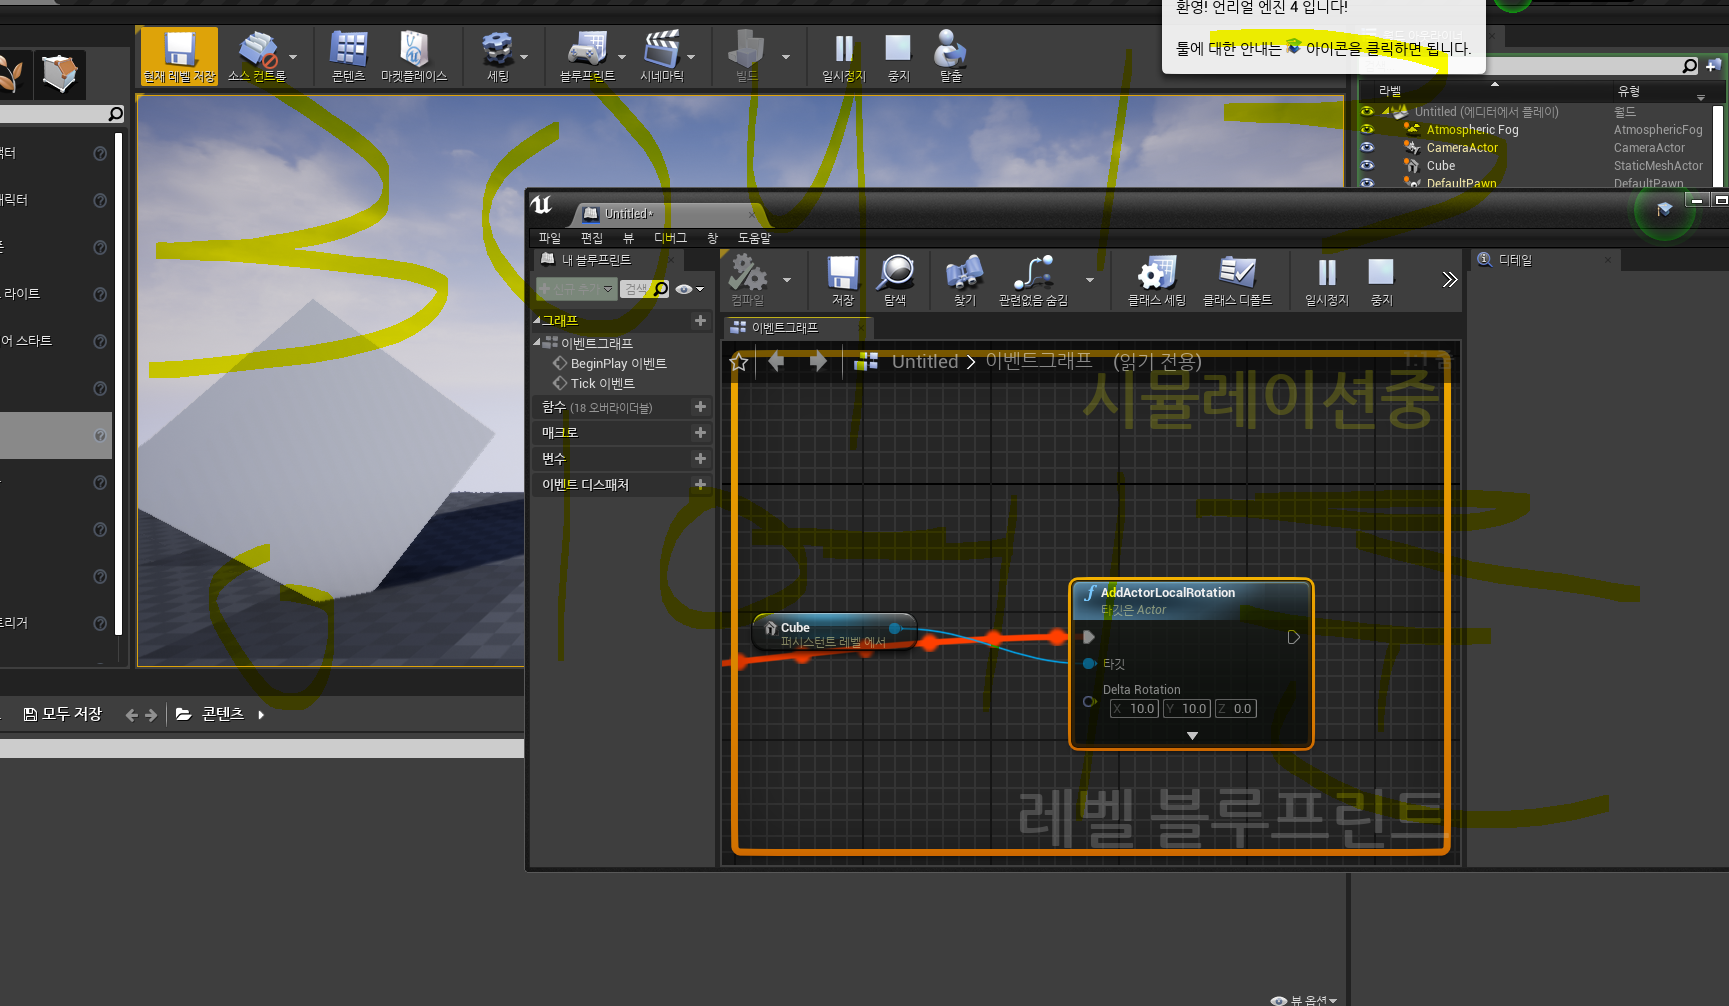 환영! 언리얼 엔진 4 입니다!
툴에 대한 안내는 아이콘을 클릭하면 됩니다.
현재 레벨 저장
소스 컨트롤
콘텐츠
마켓플레이스
세팅
블루프린트
시네마틱
빌드
일시정지
중지
탈출
라벨
유형
Untitled (에디터에서 플레이)
월드
Atmospheric Fog
AtmosphericFog
CameraActor
CameraActor
Cube
StaticMeshActor
DefaultPawn
DefaultPawn
라이트
어 스타트
트리거
모두 저장
콘텐츠
Untitled*
파일 편집 뷰 디버그 창 도움말
내 블루프린트
신규 추가
검색
그래프
이벤트그래프
BeginPlay 이벤트
Tick 이벤트
함수 (18 오버라이더블)
매크로
변수
이벤트 디스패처
컴파일
저장
탐색
찾기
관련없음 숨김
클래스 세팅
클래스 디폴트
일시정지
중지
디테일
이벤트그래프
Untitled > 이벤트그래프 (읽기 전용)
시뮬레이션중
Cube
퍼시스턴트 레벨 에서
AddActorLocalRotation
타깃은 Actor
타깃
Delta Rotation
X 10.0 Y 10.0 Z 0.0
레벨 블루프린트
뷰 옵션